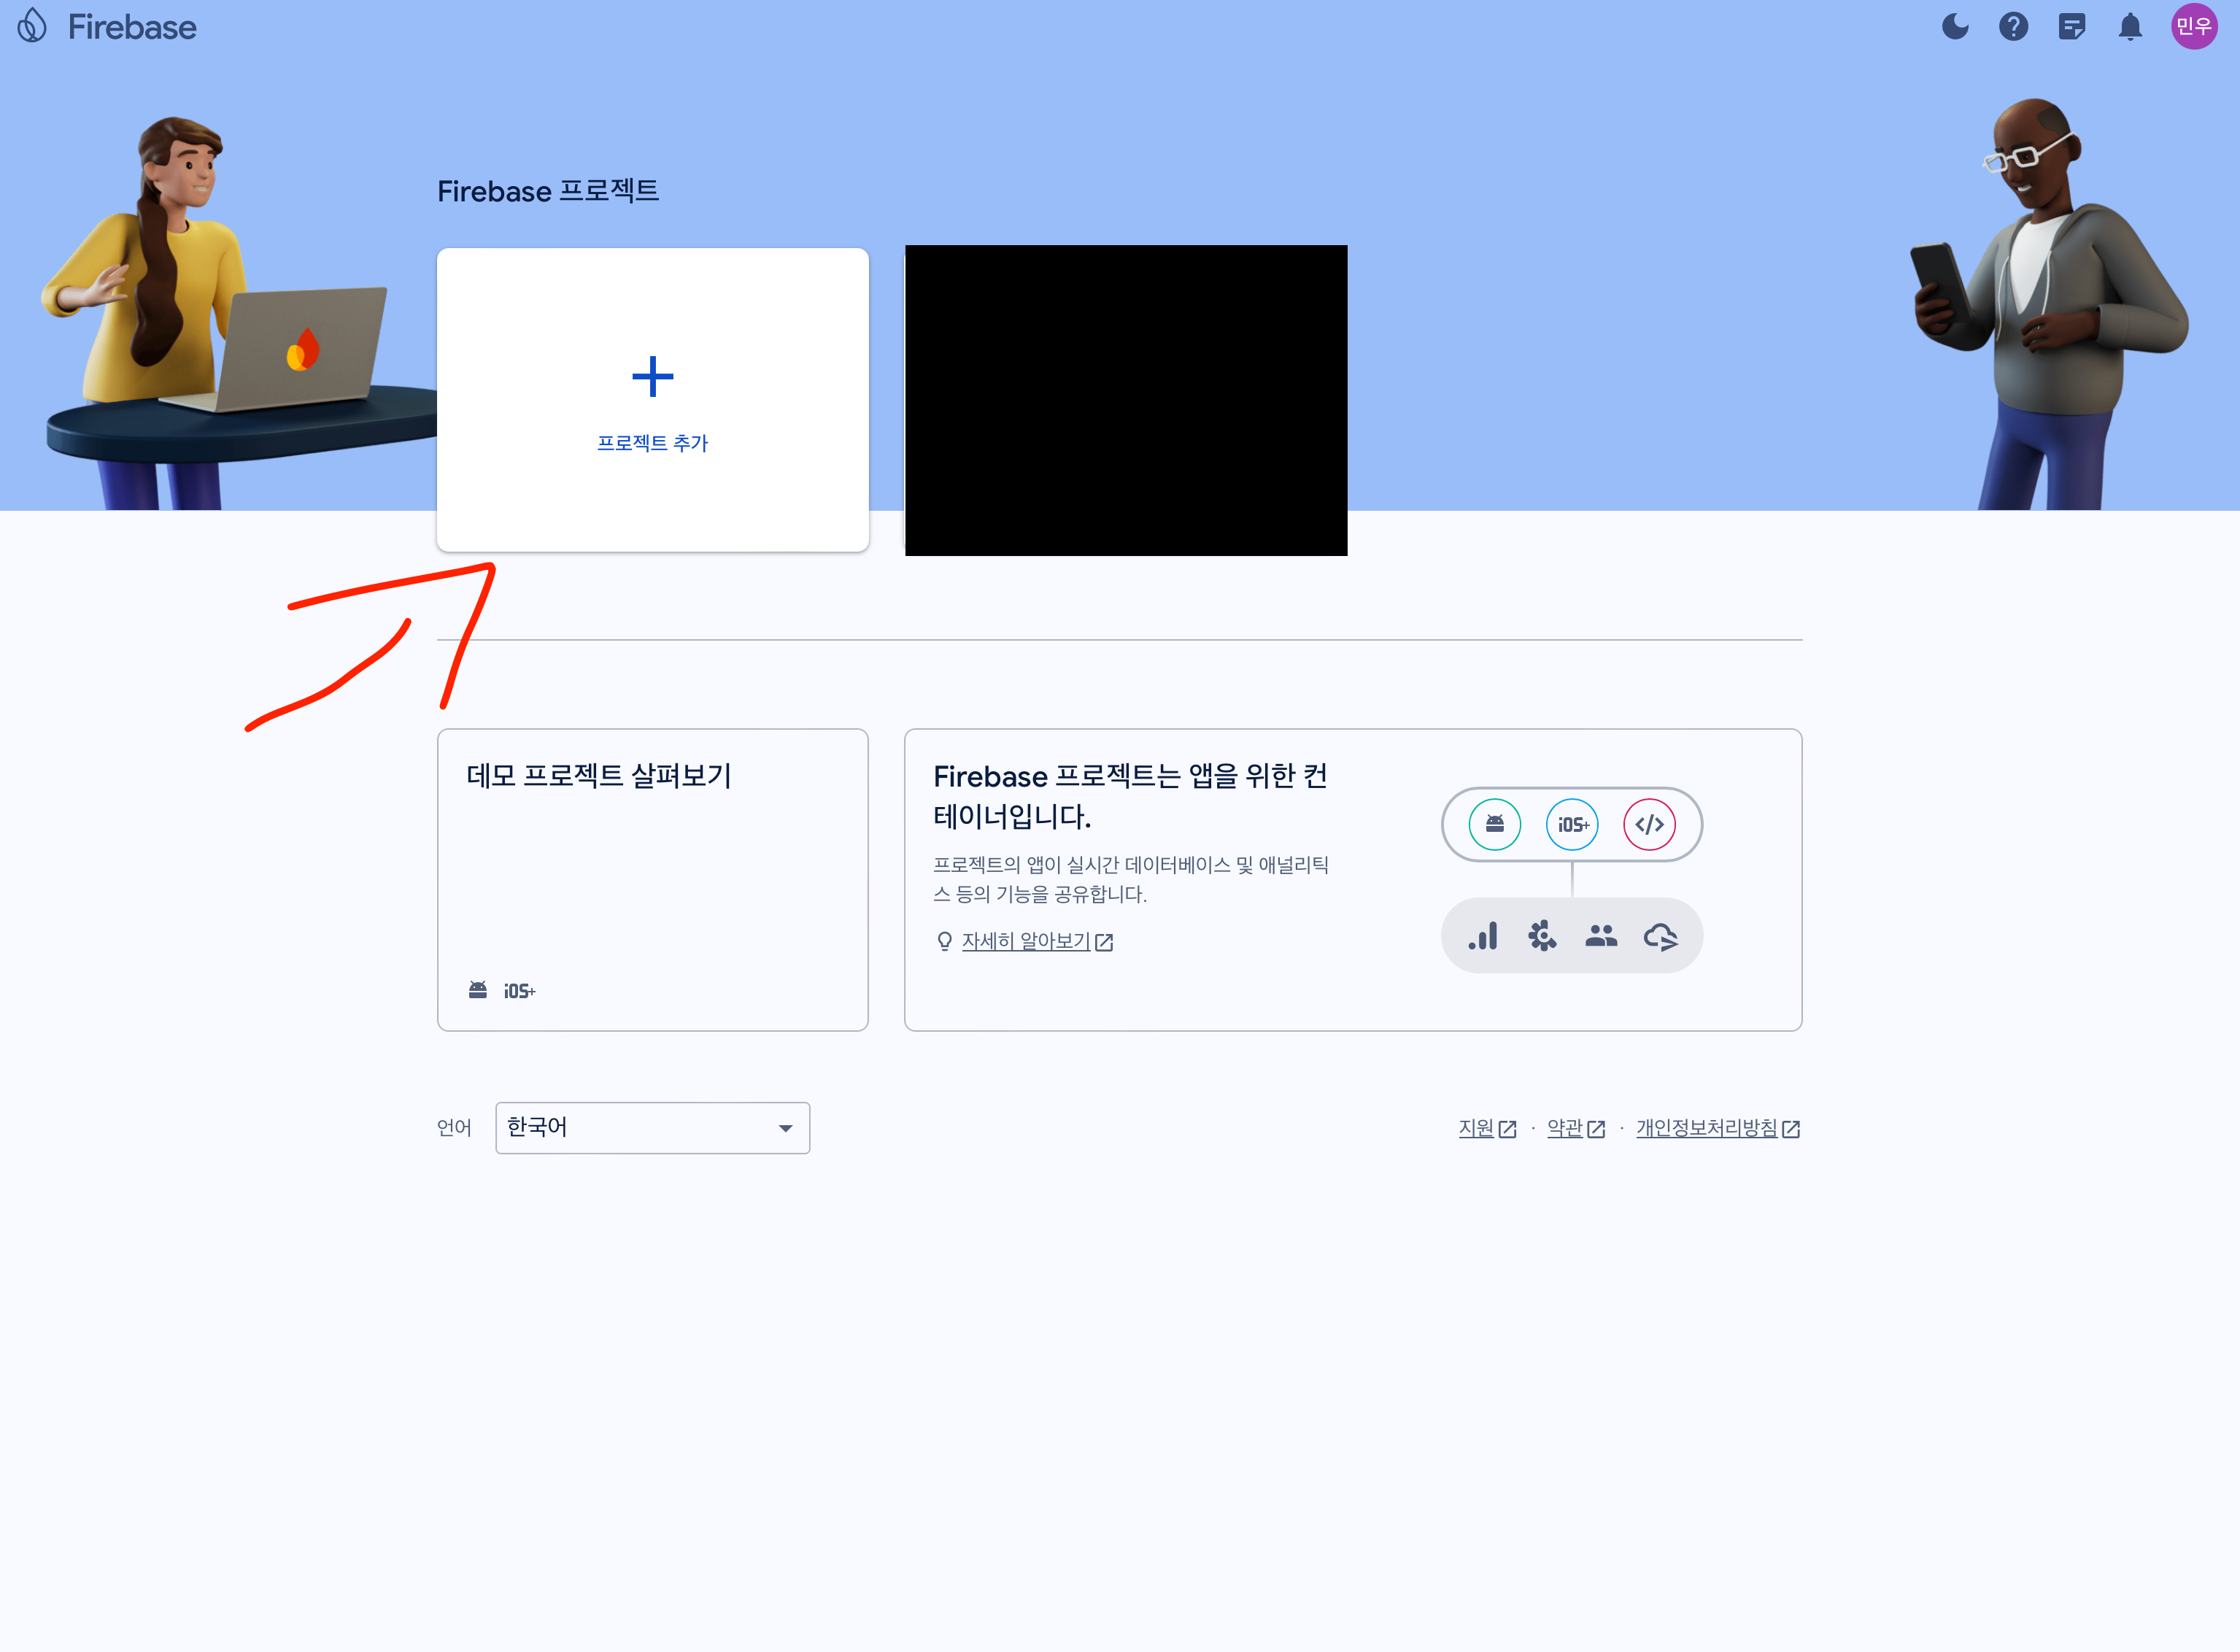 Firebase
민우
Firebase 프로젝트
프로젝트 추가
데모 프로젝트 살펴보기
iOS+
Firebase 프로젝트는 앱을 위한 컨
테이너입니다.
프로젝트의 앱이 실시간 데이터베이스 및 애널리틱
스 등의 기능을 공유합니다.
자세히 알아보기
iOS+
언어
한국어
지원 · 약관 · 개인정보처리방침